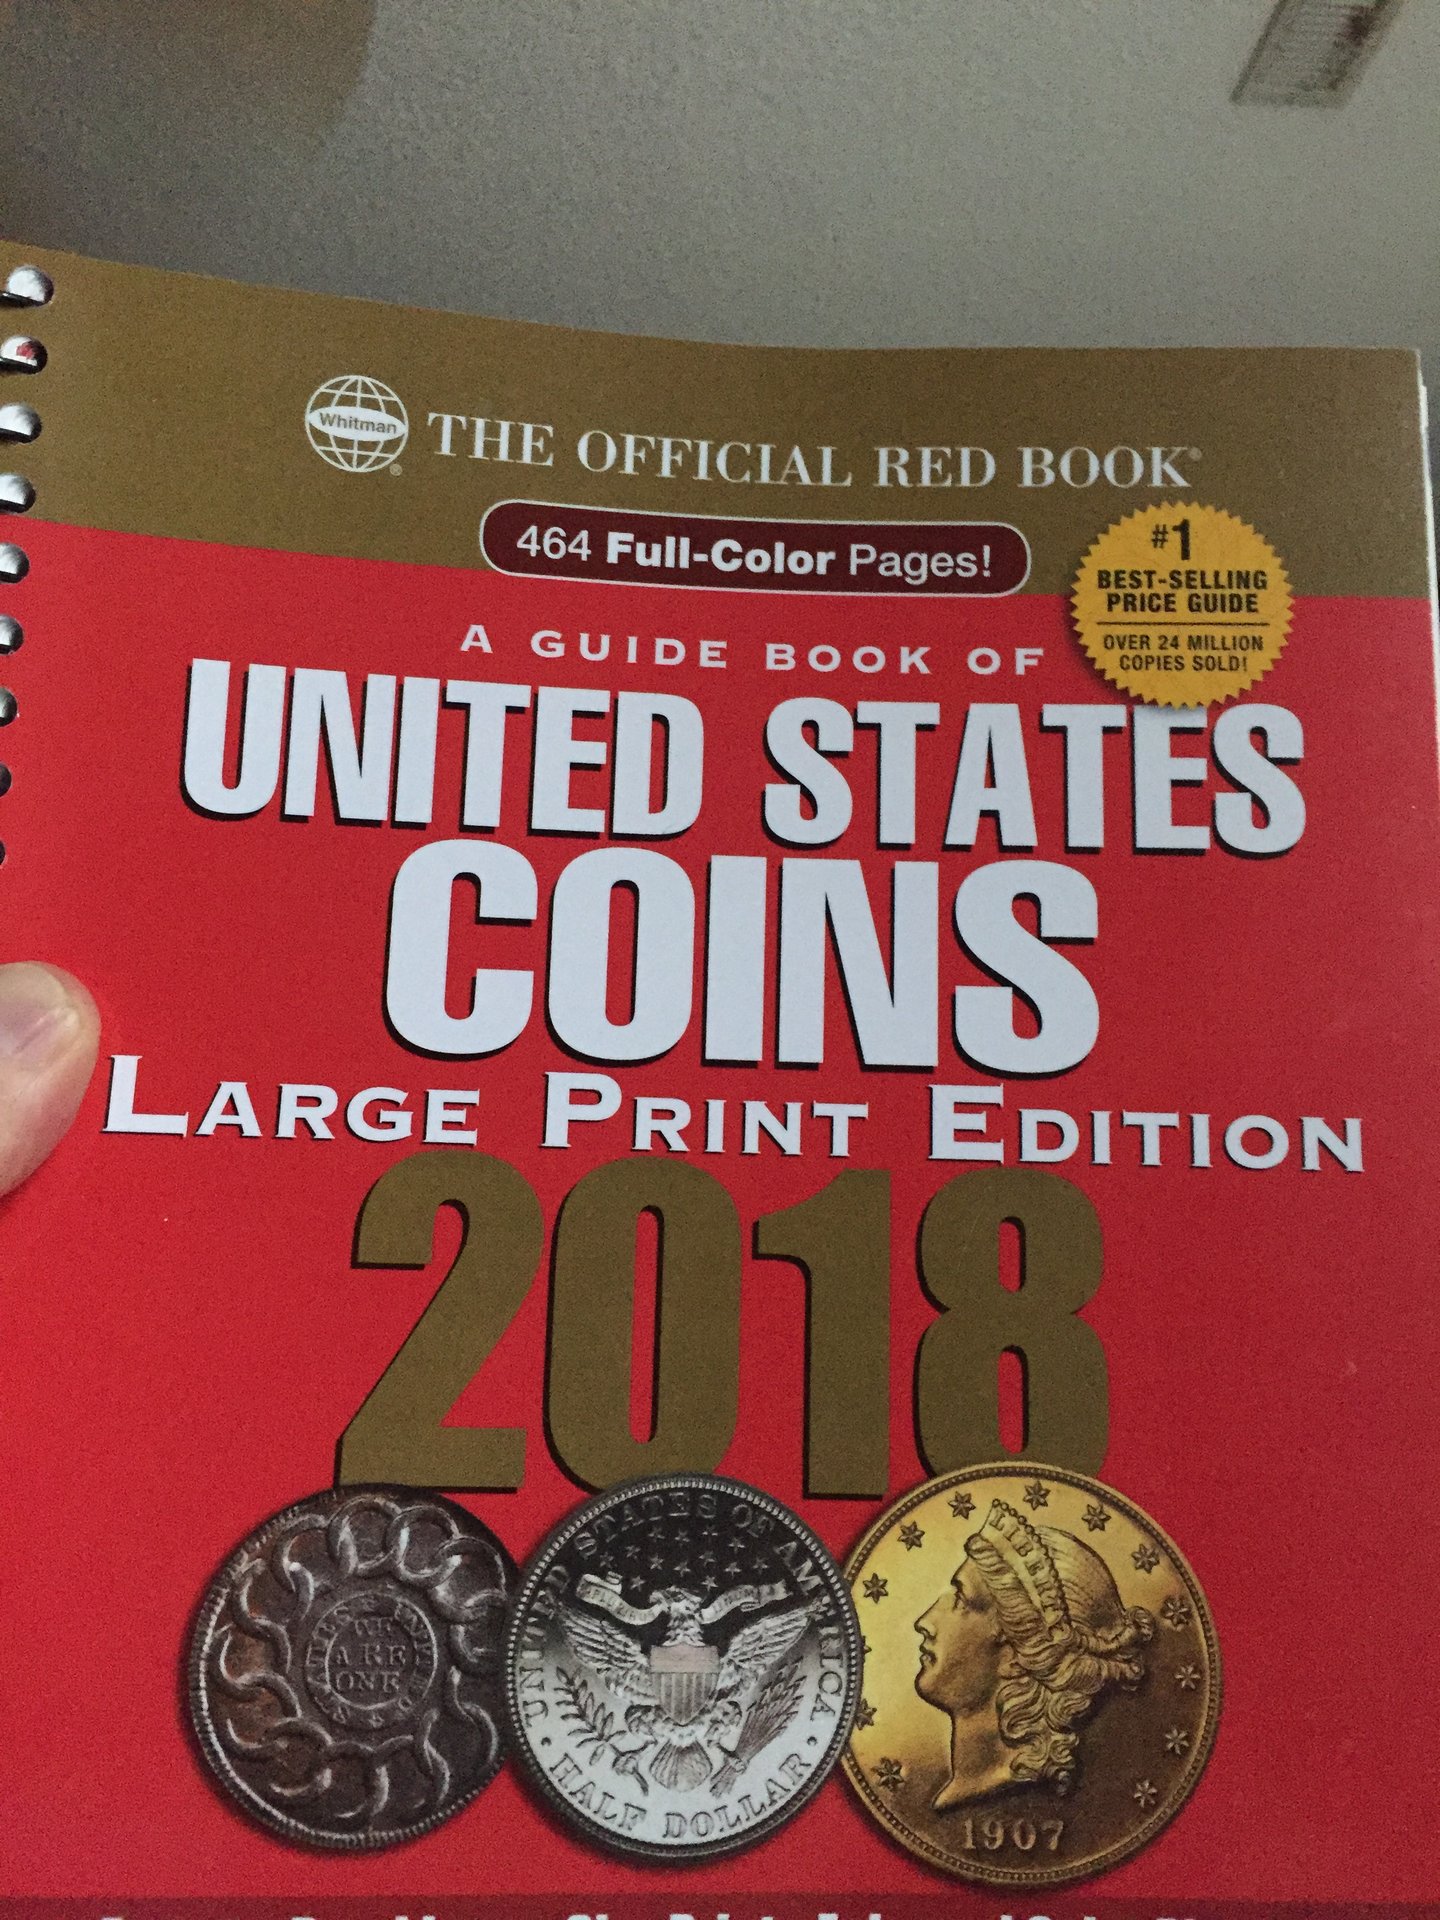 Whitman
THE OFFICIAL RED BOOK®
464 Full-Color Pages!
#1
BEST-SELLING
PRICE GUIDE
OVER 24 MILLION
COPIES SOLD!
A GUIDE BOOK OF
UNITED STATES
COINS
LARGE PRINT EDITION
2018
WE
ARE
ONE
UNITED STATES OF AMERICA
HALF DOLLAR
LIBERTY
1907